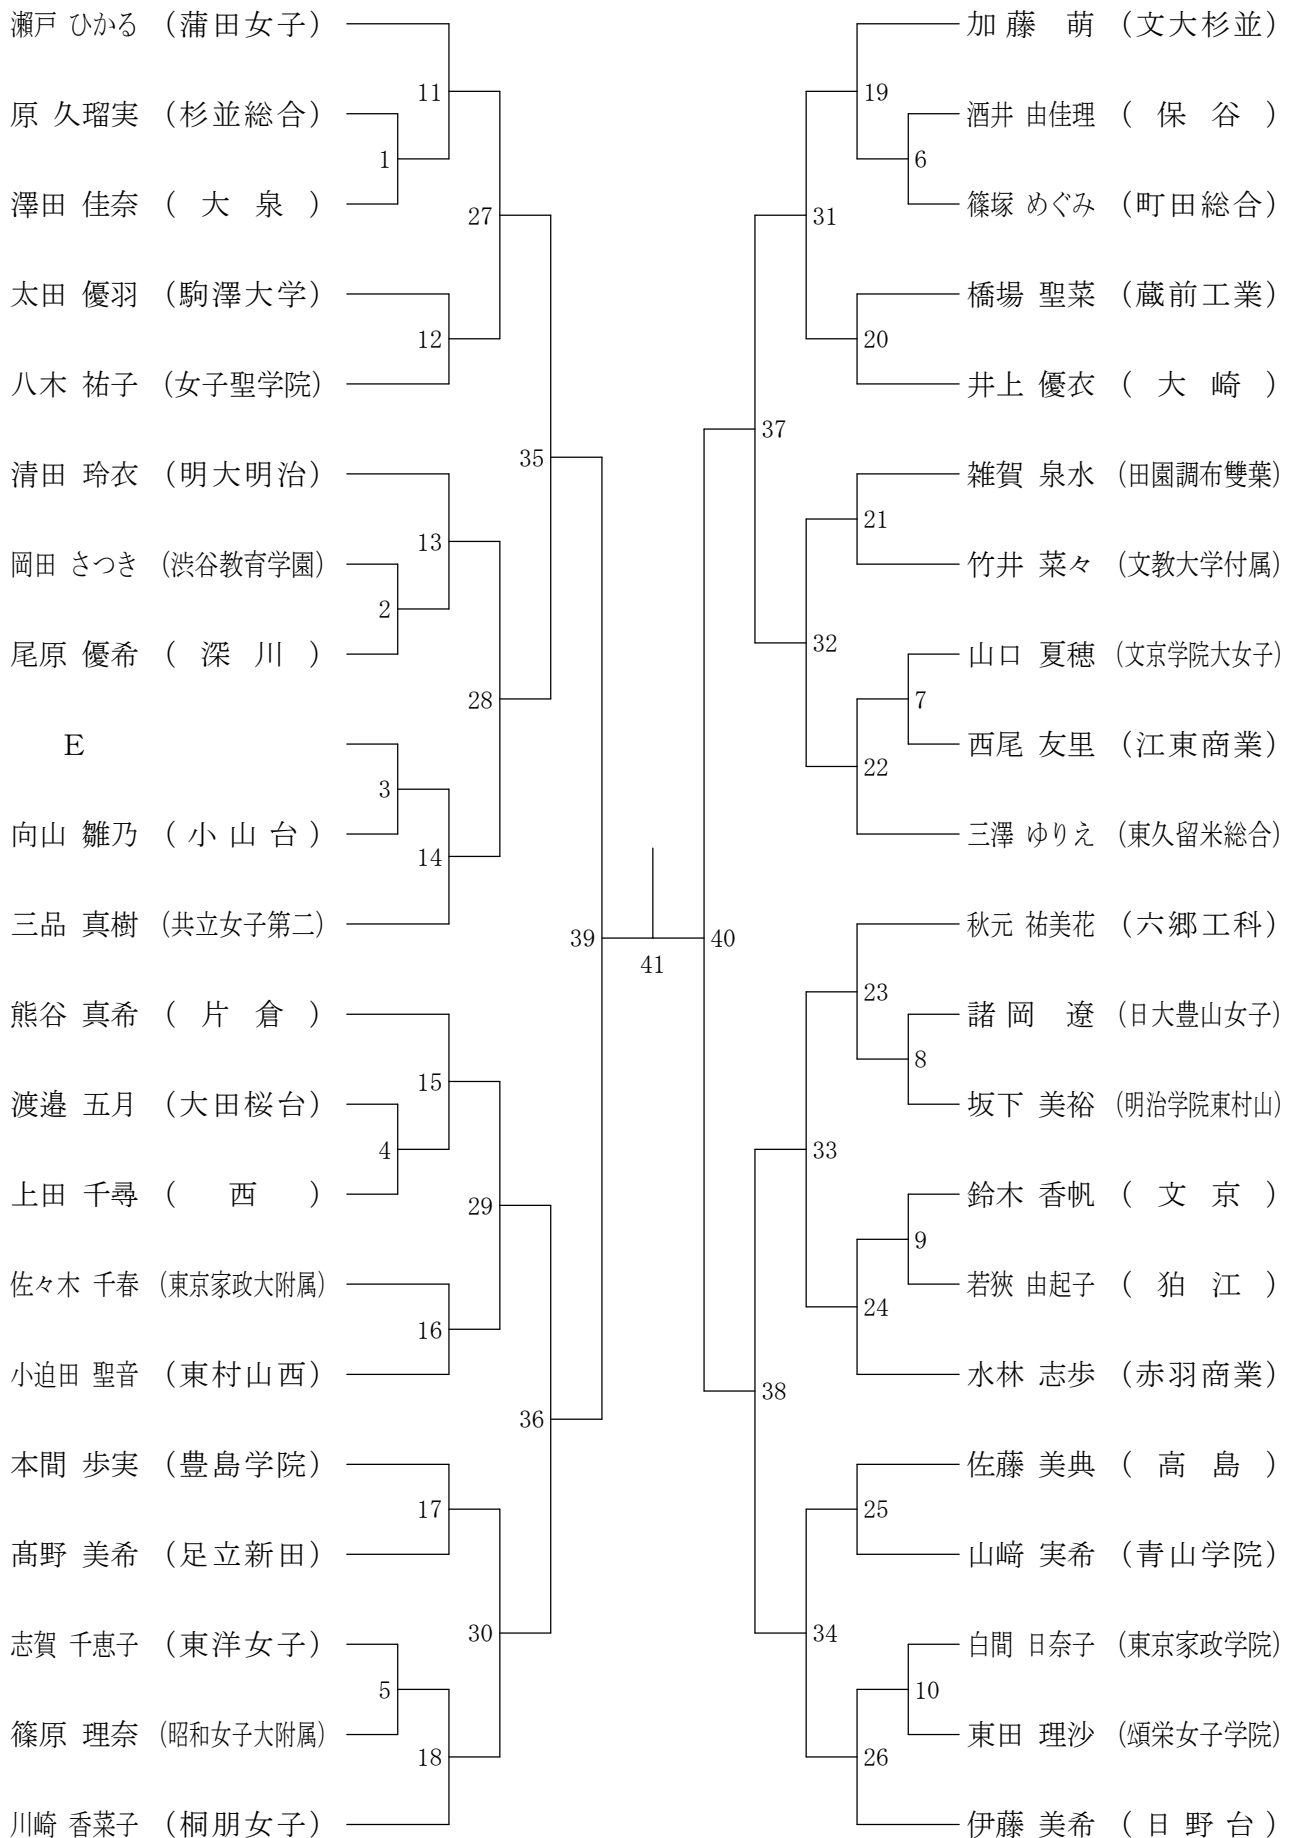 瀬戸 ひかる （蒲田女子）
11
原 久瑠実 （杉並総合）
1
澤田 佳奈 （大泉）
27
太田 優羽 （駒澤大学）
12
八木 祐子 （女子聖学院）
35
清田 玲衣 （明大明治）
13
岡田 さつき （渋谷教育学園）
2
尾原 優希 （深川）
28
E
3
向山 雛乃 （小山台）
14
三品 真樹 （共立女子第二）
39
41
熊谷 真希 （片倉）
15
渡邉 五月 （大田桜台）
4
上田 千尋 （西）
29
佐々木 千春 （東京家政大附属）
16
小迫田 聖音 （東村山西）
36
本間 歩実 （豊島学院）
17
髙野 美希 （足立新田）
30
志賀 千恵子 （東洋女子）
5
篠原 理奈 （昭和女子大附属）
18
川崎 香菜子 （桐朋女子）
加藤 萌 （文大杉並）
19
酒井 由佳理 （保谷）
6
篠塚 めぐみ （町田総合）
31
橋場 聖菜 （蔵前工業）
20
井上 優衣 （大崎）
37
雑賀 泉水 （田園調布雙葉）
21
竹井 菜々 （文教大学付属）
32
山口 夏穂 （文京学院大女子）
7
西尾 友里 （江東商業）
22
三澤 ゆりえ （東久留米総合）
40
秋元 祐美花 （六郷工科）
23
諸岡 遼 （日大豊山女子）
8
坂下 美裕 （明治学院東村山）
33
鈴木 香帆 （文京）
9
若狹 由起子 （狛江）
24
水林 志歩 （赤羽商業）
38
佐藤 美典 （高島）
25
山﨑 実希 （青山学院）
34
白間 日奈子 （東京家政学院）
10
東田 理沙 （頌栄女子学院）
26
伊藤 美希 （日野台）